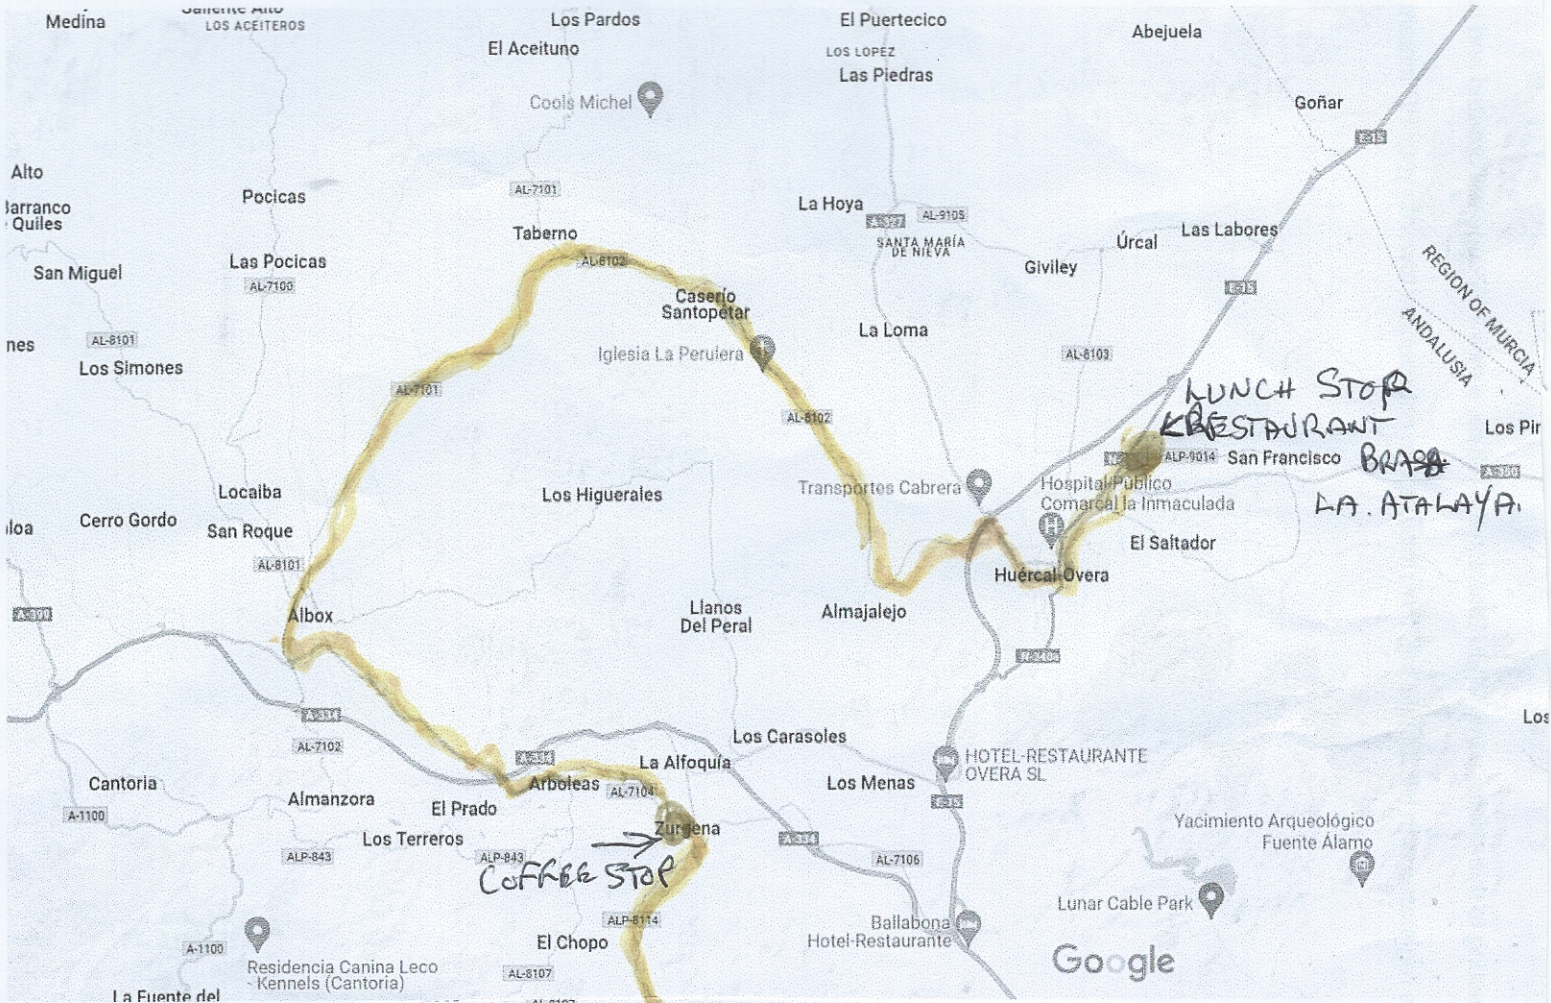 Medina
Saliente Alto
LOS ACEITEROS
Los Pardos
El Aceituno
El Puertecico
LOS LOPEZ
Las Piedras
Abejuela
Cools Michel
Goñar
E-15
Alto
Barranco
Quiles
Pocicas
AL-7101
La Hoya
A-327
AL-9105
SANTA MARÍA
DE NIEVA
Taberno
Úrcal
Las Labores
San Miguel
Las Pocicas
AL-7100
AL-8102
Giviley
E-15
REGION OF MURCIA
ANDALUSIA
Caserío
Santopétar
nes
AL-8101
Los Simones
Iglesia La Perulera
La Loma
AL-8103
AL-7101
AL-8102
LUNCH STOP
RESTAURANT
BRASA
LA. ATALAYA.
Los Pir
ALP-9014
San Francisco
A-350
Transportes Cabrera
Hospital Público
Comarcal la Inmaculada
Locaiba
Los Higuerales
loa
Cerro Gordo
San Roque
El Saltador
AL-8101
Huércal-Overa
A-399
Albox
Llanos
Del Peral
Almajalejo
N-340a
A-334
AL-7102
Los Carasoles
Los
A-334
La Alfoquía
HOTEL-RESTAURANTE
OVERA SL
Cantoria
Almanzora
Arboleas
AL-7104
Los Menas
E-15
A-1100
El Prado
Los Terreros
Zurgena
A-334
Yacimiento Arqueológico
Fuente Álamo
ALP-843
ALP-843
AL-7106
COFFEE STOP
Lunar Cable Park
ALP-8114
Ballabona
Hotel-Restaurante
A-1100
El Chopo
Google
Residencia Canina Leco
- Kennels (Cantoria)
AL-8107
La Fuente del
AL-8107